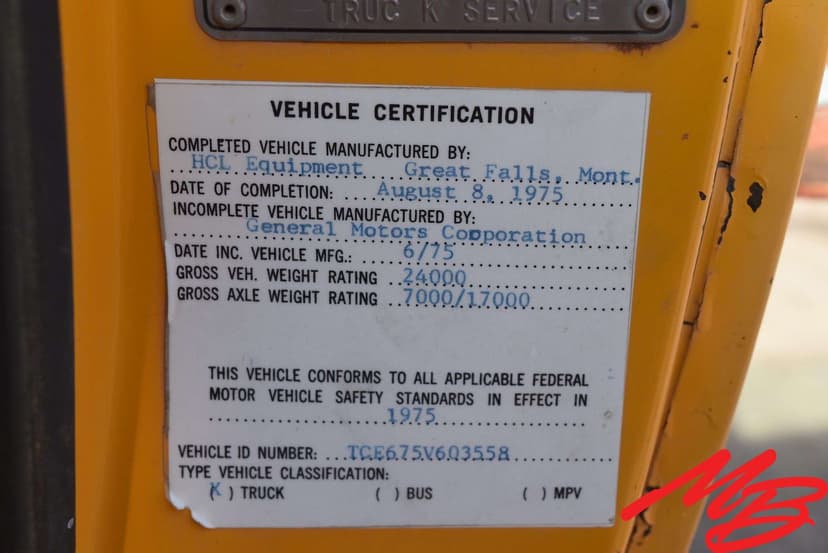 TRUCK SERVICE
VEHICLE CERTIFICATION
COMPLETED VEHICLE MANUFACTURED BY:
HCL Equipment Great Falls, Mont.
DATE OF COMPLETION: August 8, 1975
INCOMPLETE VEHICLE MANUFACTURED BY:
General Motors Corporation
DATE INC. VEHICLE MFG.: 6/75
GROSS VEH. WEIGHT RATING 24000
GROSS AXLE WEIGHT RATING 7000/17000
THIS VEHICLE CONFORMS TO ALL APPLICABLE FEDERAL
MOTOR VEHICLE SAFETY STANDARDS IN EFFECT IN
1975
VEHICLE ID NUMBER: TCE675V603558
TYPE VEHICLE CLASSIFICATION:
(X) TRUCK ( ) BUS ( ) MPV
MB